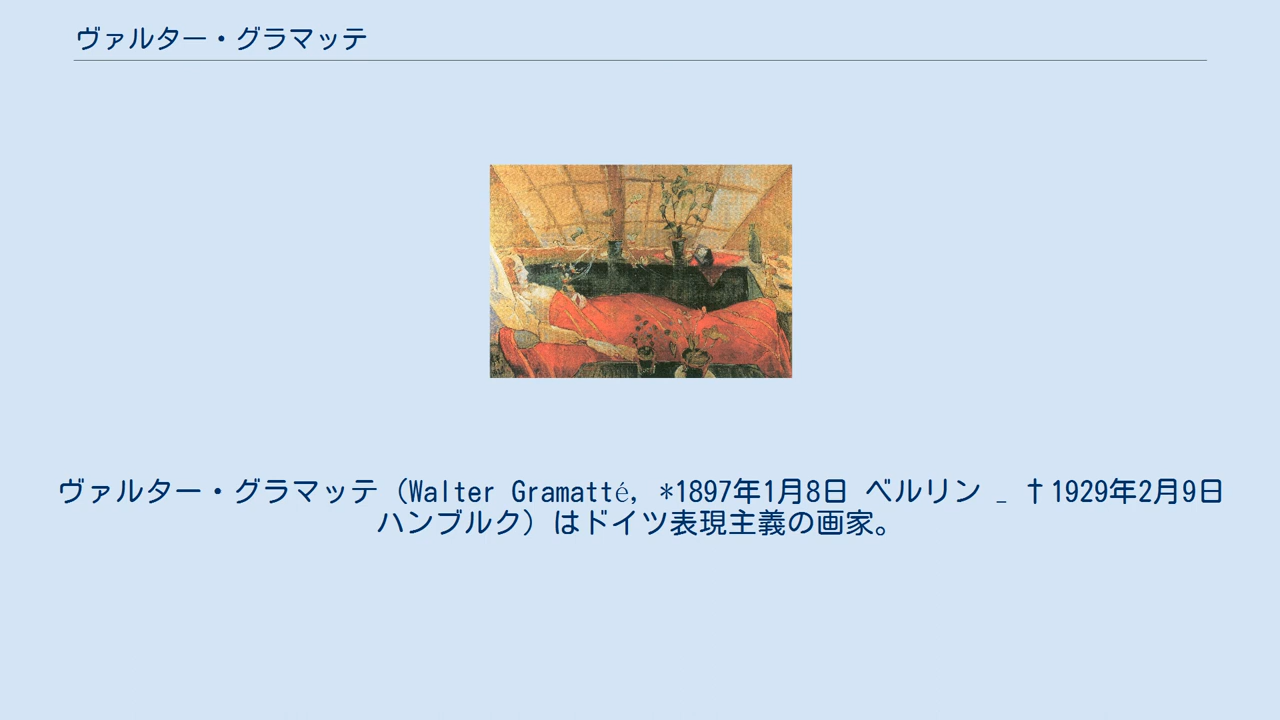 ヴァルター・グラマッテ
ヴァルター・グラマッテ（Walter Gramatté, *1897年1月8日 ベルリン _ †1929年2月9日
ハンブルク）はドイツ表現主義の画家。